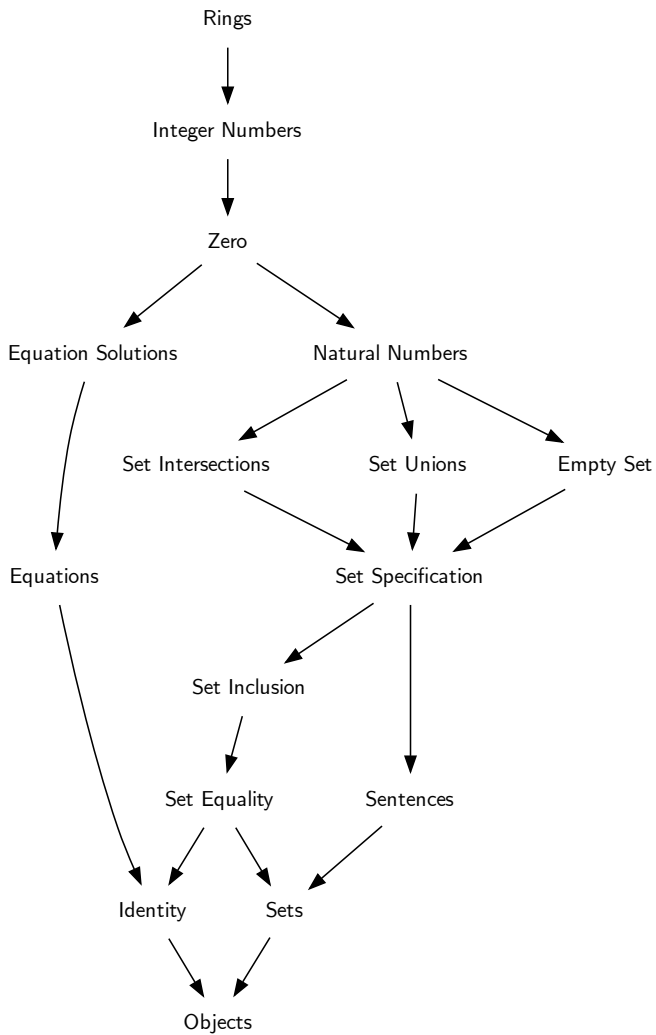 Rings
Integer Numbers
Zero
Equation Solutions
Natural Numbers
Set Intersections
Set Unions
Empty Set
Equations
Set Specification
Set Inclusion
Set Equality
Sentences
Identity
Sets
Objects